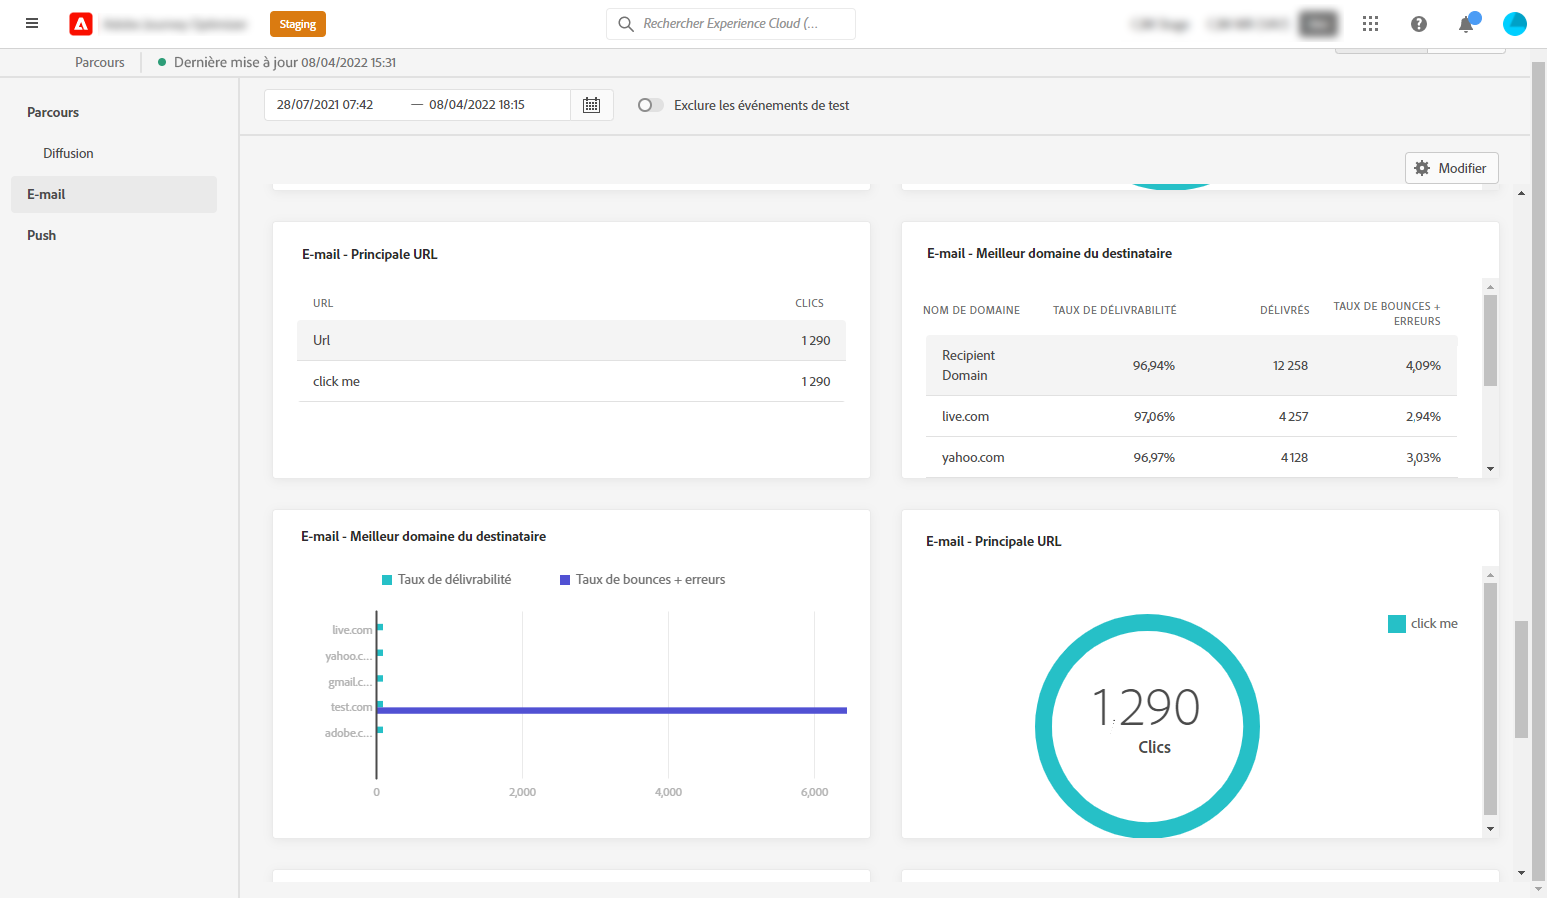 Staging
Rechercher Experience Cloud (...
Parcours
Dernière mise à jour 08/04/2022 15:31
Parcours
Diffusion
E-mail
Push
28/07/2021 07:42 — 08/04/2022 18:15
Exclure les événements de test
Modifier
E-mail - Principale URL
URL CLICS
Url 1 290
click me 1 290
E-mail - Meilleur domaine du destinataire
NOM DE DOMAINE TAUX DE DÉLIVRABILITÉ DÉLIVRÉS TAUX DE BOUNCES +
ERREURS
Recipient
Domain 96,94% 12 258 4,09%
live.com 97,06% 4 257 2,94%
yahoo.com 96,97% 4 128 3,03%
E-mail - Meilleur domaine du destinataire
Taux de délivrabilité Taux de bounces + erreurs
live.com
yahoo.c...
gmail.c...
test.com
adobe.c...
0 2,000 4,000 6,000
E-mail - Principale URL
click me
1 290
Clics